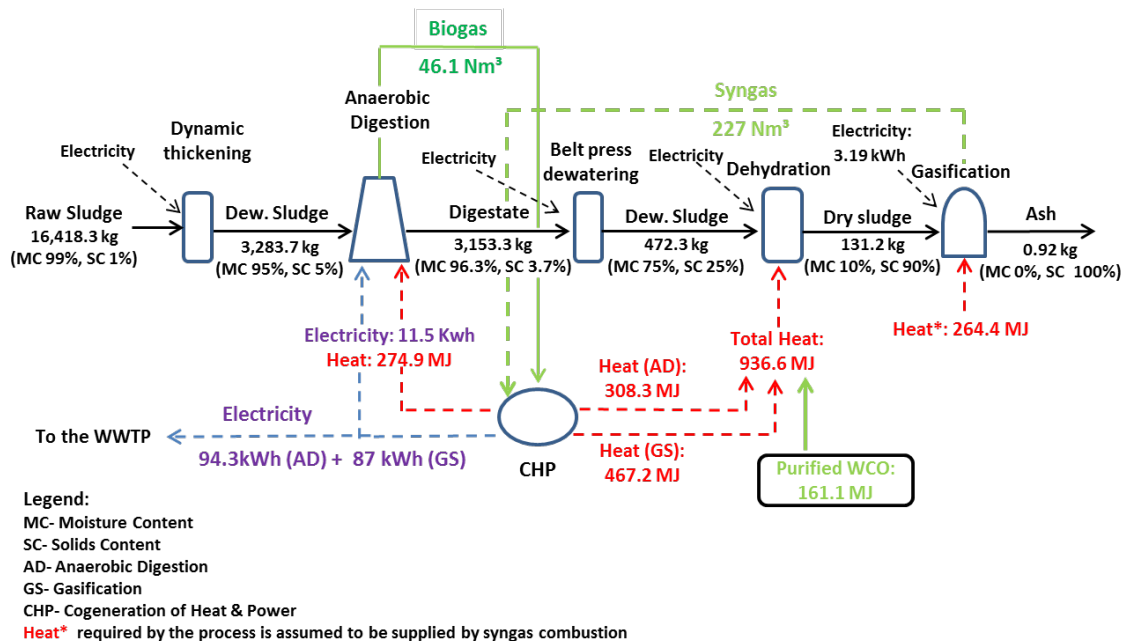 Biogas
46.1 Nm³
Anaerobic
Digestion
Syngas
227 Nm³
Dynamic
thickening
Electricity
Electricity
Belt press
dewatering
Electricity
Dehydration
Electricity:
3.19 kWh
Gasification
Raw Sludge
16,418.3 kg
(MC 99%, SC 1%)
Dew. Sludge
3,283.7 kg
(MC 95%, SC 5%)
Digestate
3,153.3 kg
(MC 96.3%, SC 3.7%)
Dew. Sludge
472.3 kg
(MC 75%, SC 25%)
Dry sludge
131.2 kg
(MC 10%, SC 90%)
Ash
0.92 kg
(MC 0%, SC 100%)
Electricity: 11.5 Kwh
Heat: 274.9 MJ
Total Heat:
936.6 MJ
Heat*: 264.4 MJ
Heat (AD):
308.3 MJ
Electricity
To the WWTP
94.3kWh (AD) + 87 kWh (GS)
CHP
Heat (GS):
467.2 MJ
Purified WCO:
161.1 MJ
Legend:
MC- Moisture Content
SC- Solids Content
AD- Anaerobic Digestion
GS- Gasification
CHP- Cogeneration of Heat & Power
Heat* required by the process is assumed to be supplied by syngas combustion